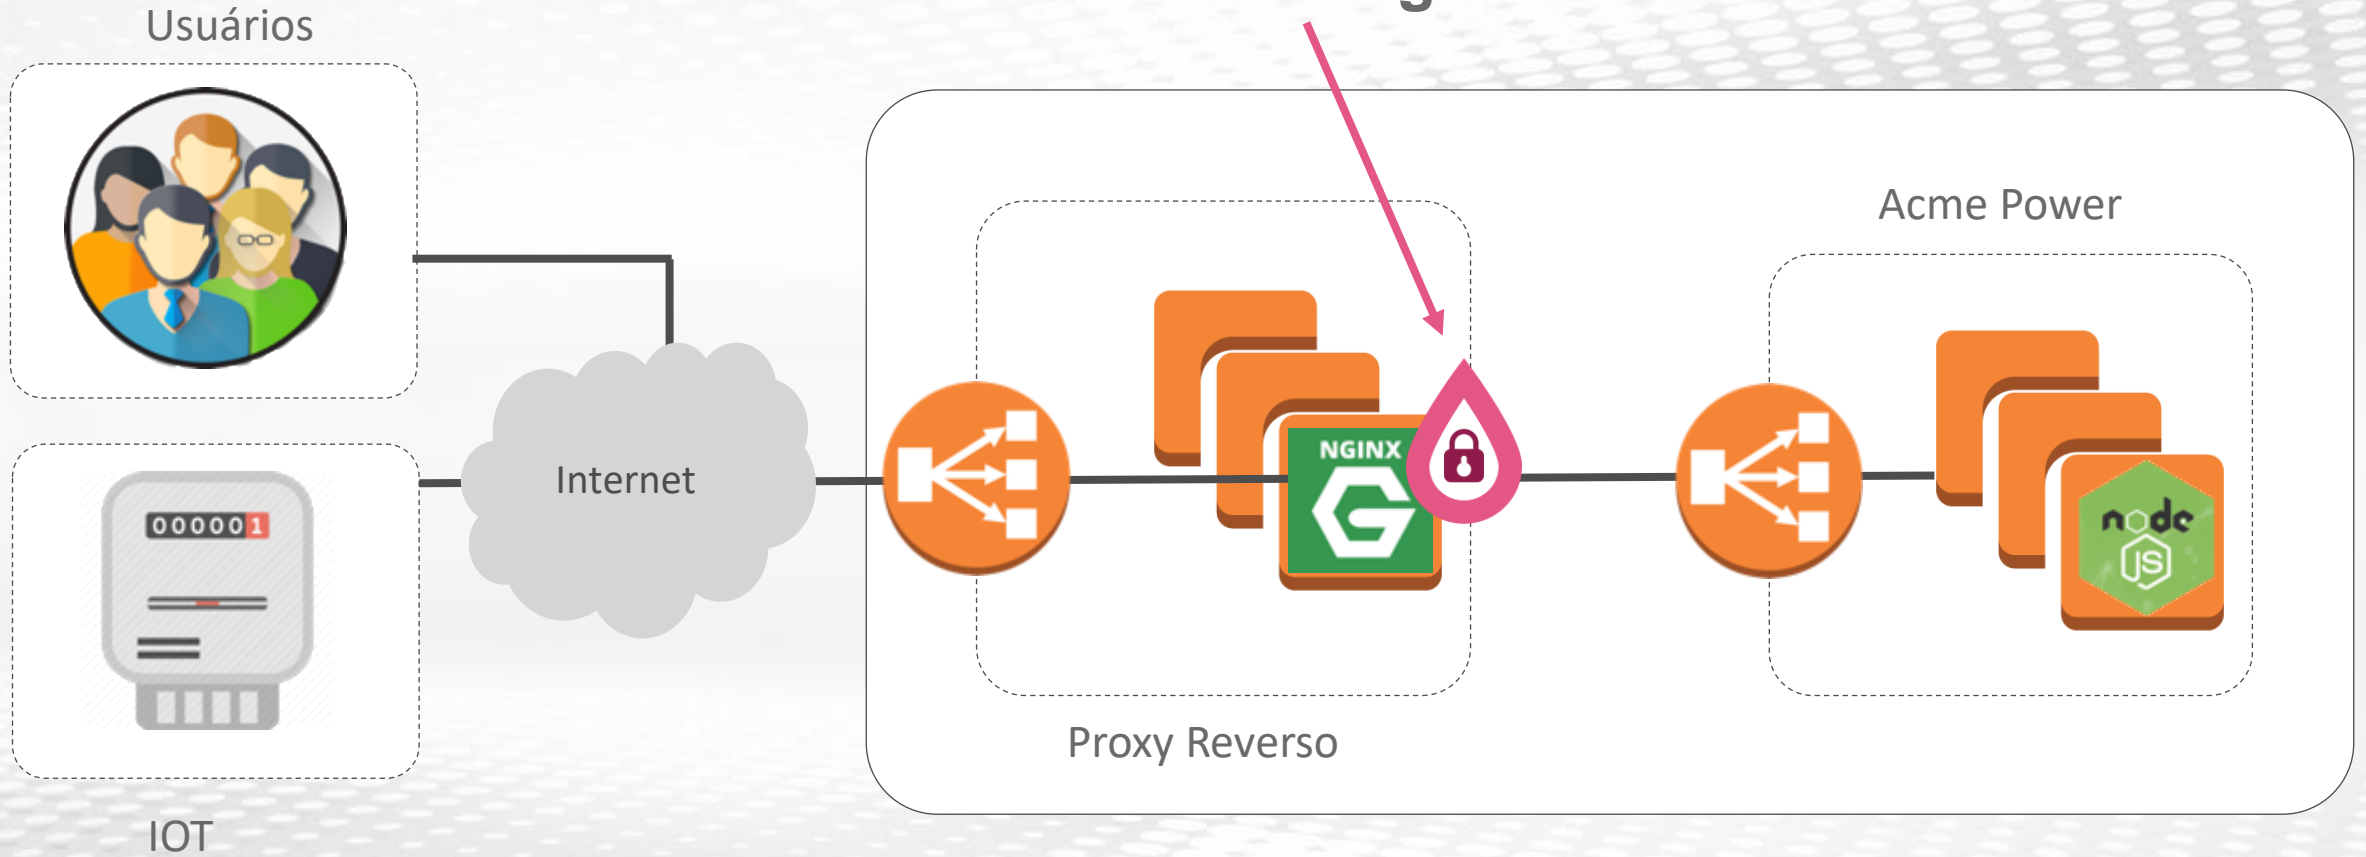 Usuários
Acme Power
000001
NGINX
Internet
node
JS
Proxy Reverso
IOT